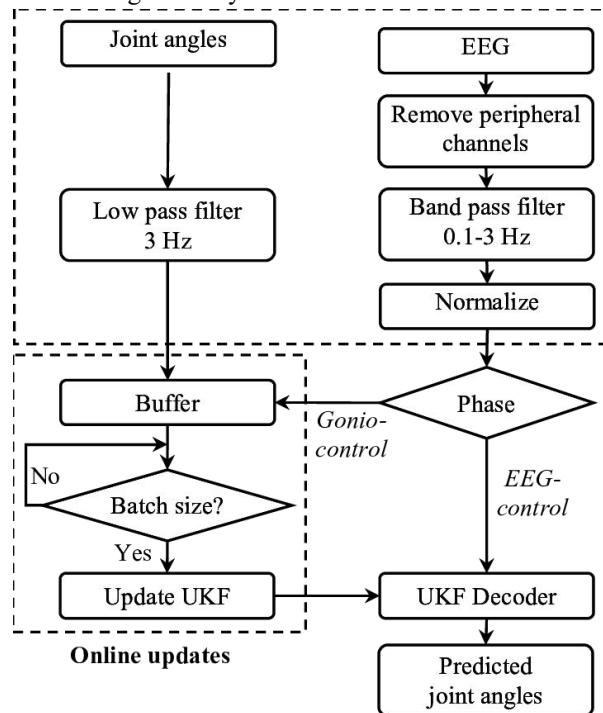 Joint angles
EEG
Remove peripheral
channels
Low pass filter
3 Hz
Band pass filter
0.1-3 Hz
Normalize
Buffer
Phase
Gonio-
control
No
Batch size?
EEG-
control
Yes
Update UKF
UKF Decoder
Online updates
Predicted
joint angles